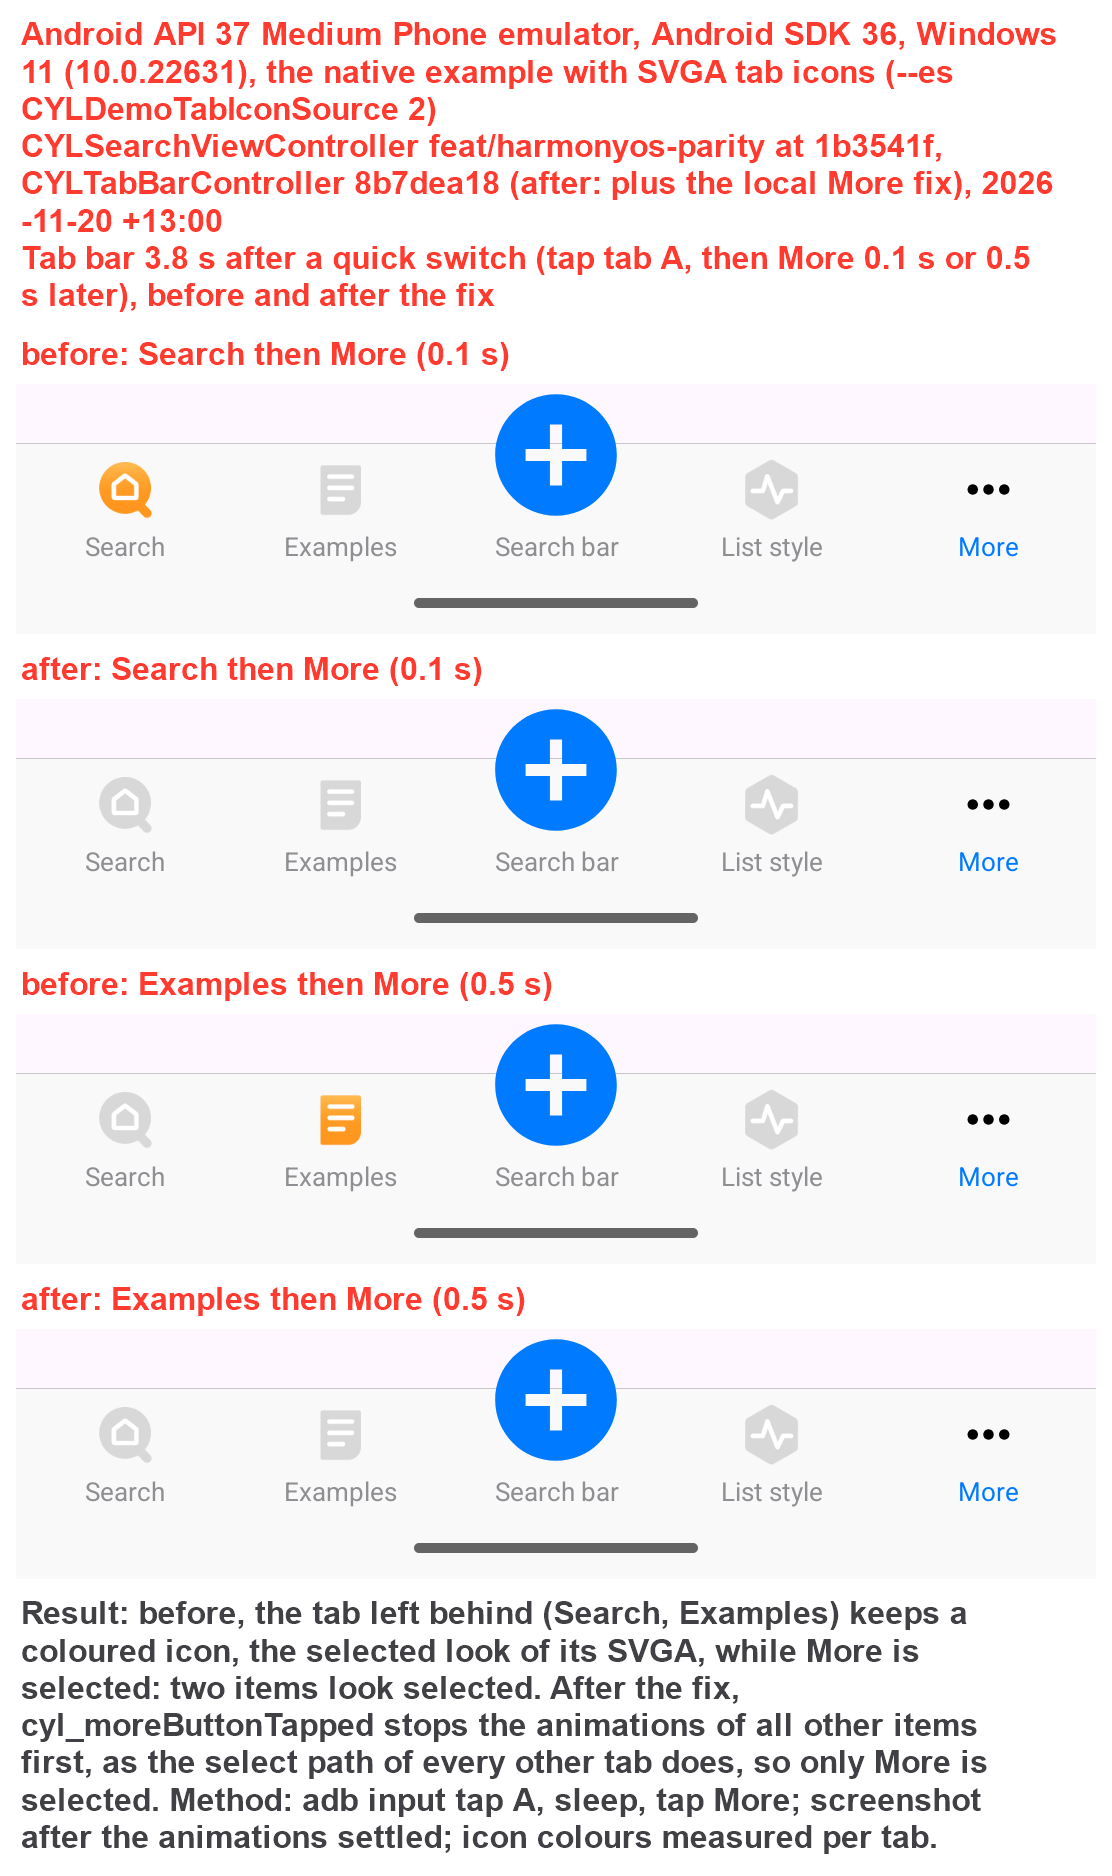 Android API 37 Medium Phone emulator, Android SDK 36, Windows
11 (10.0.22631), the native example with SVGA tab icons (--es
CYLDemoTabIconSource 2)
CYLSearchViewController feat/harmonyos-parity at 1b3541f,
CYLTabBarController 8b7dea18 (after: plus the local More fix), 2026
-11-20 +13:00
Tab bar 3.8 s after a quick switch (tap tab A, then More 0.1 s or 0.5
s later), before and after the fix
before: Search then More (0.1 s)
Search Examples Search bar List style More
after: Search then More (0.1 s)
Search Examples Search bar List style More
before: Examples then More (0.5 s)
Search Examples Search bar List style More
after: Examples then More (0.5 s)
Search Examples Search bar List style More
Result: before, the tab left behind (Search, Examples) keeps a
coloured icon, the selected look of its SVGA, while More is
selected: two items look selected. After the fix,
cyl_moreButtonTapped stops the animations of all other items
first, as the select path of every other tab does, so only More is
selected. Method: adb input tap A, sleep, tap More; screenshot
after the animations settled; icon colours measured per tab.